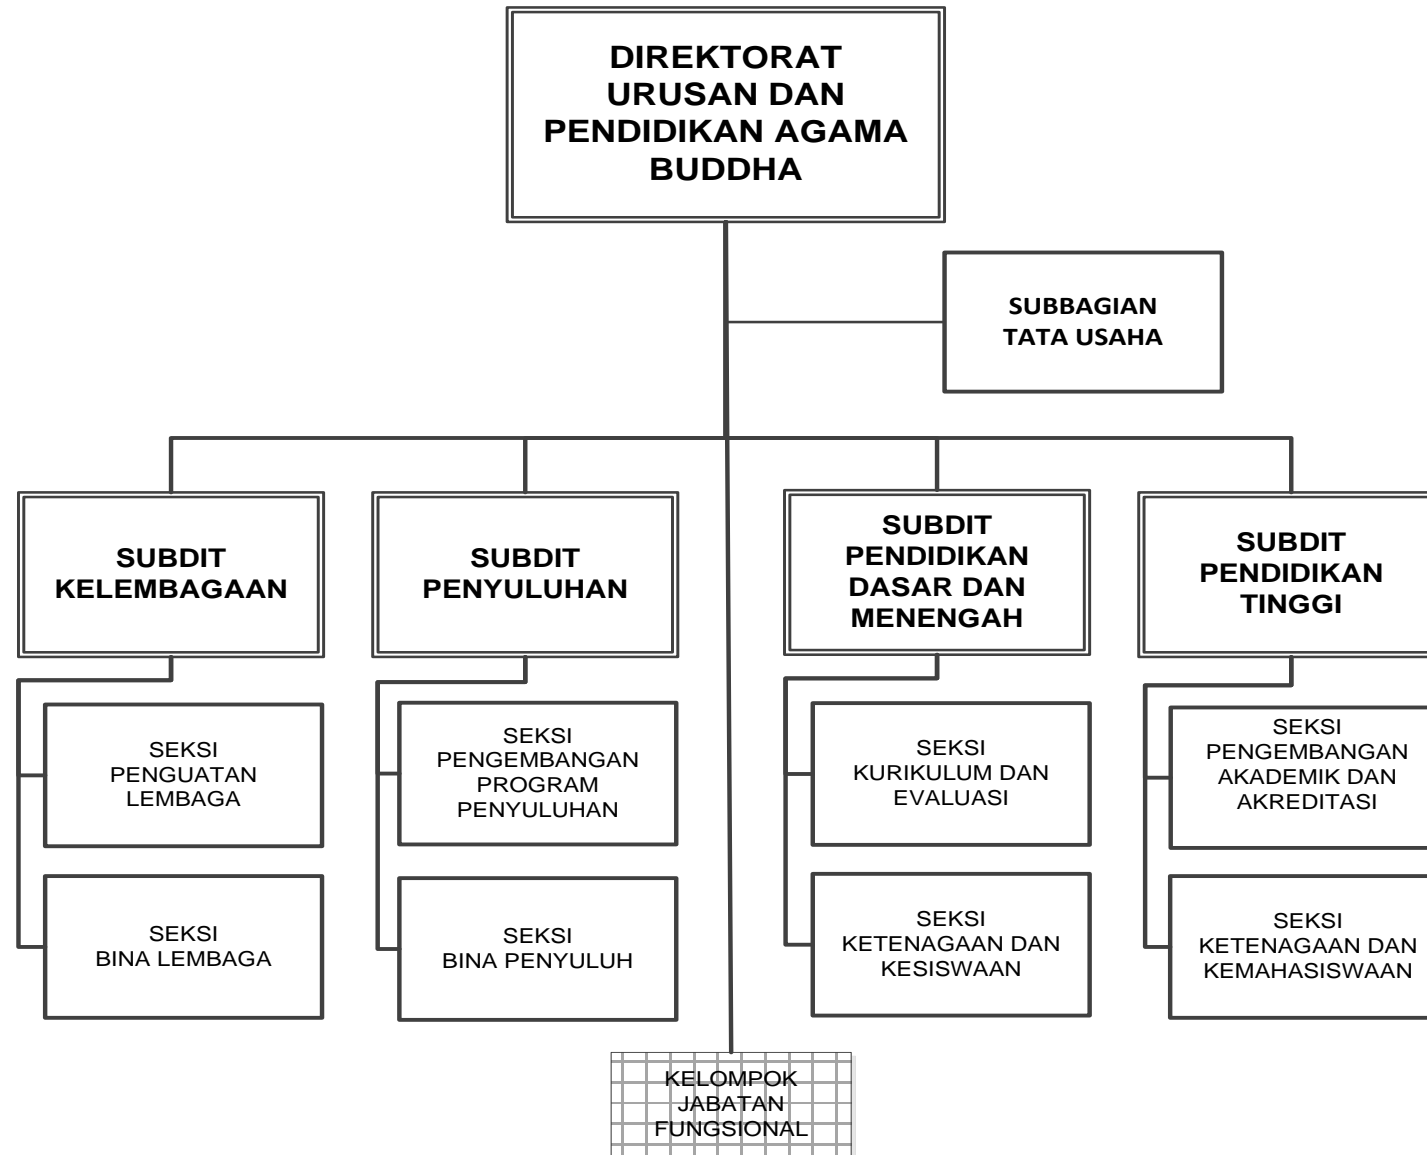 DIREKTORAT
URUSAN DAN
PENDIDIKAN AGAMA
BUDDHA
SUBBAGIAN
TATA USAHA
SUBDIT
KELEMBAGAAN
SUBDIT
PENYULUHAN
SUBDIT
PENDIDIKAN
DASAR DAN
MENENGAH
SUBDIT
PENDIDIKAN
TINGGI
SEKSI
PENGUATAN
LEMBAGA
SEKSI
PENGEMBANGAN
PROGRAM
PENYULUHAN
SEKSI
KURIKULUM DAN
EVALUASI
SEKSI
PENGEMBANGAN
AKADEMIK DAN
AKREDITASI
SEKSI
BINA LEMBAGA
SEKSI
BINA PENYULUH
SEKSI
KETENAGAAN DAN
KESISWAAN
SEKSI
KETENAGAAN DAN
KEMAHASISWAAN
KELOMPOK
JABATAN
FUNGSIONAL